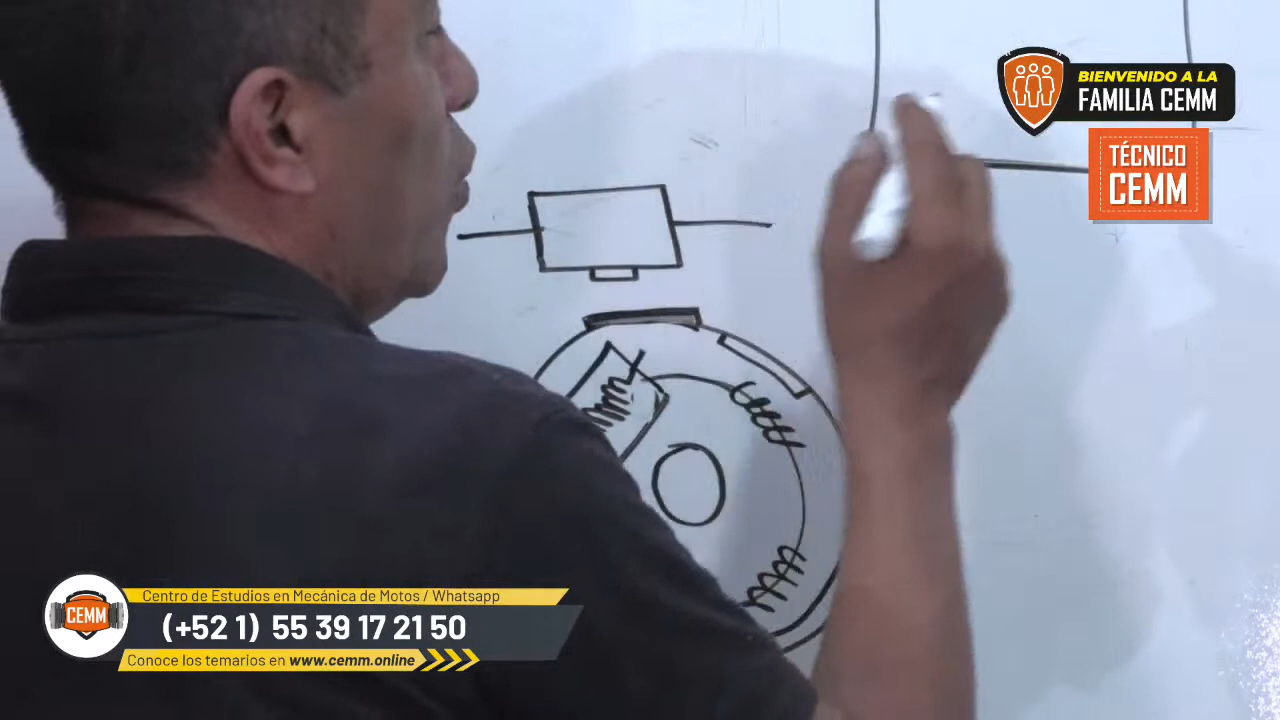 BIENVENIDO A LA
FAMILIA CEMM
TÉCNICO
CEMM
Centro de Estudios en Mecánica de Motos / Whatsapp
CEMM
(+52 1) 55 39 17 21 50
Conoce los temarios en www.cemm.online